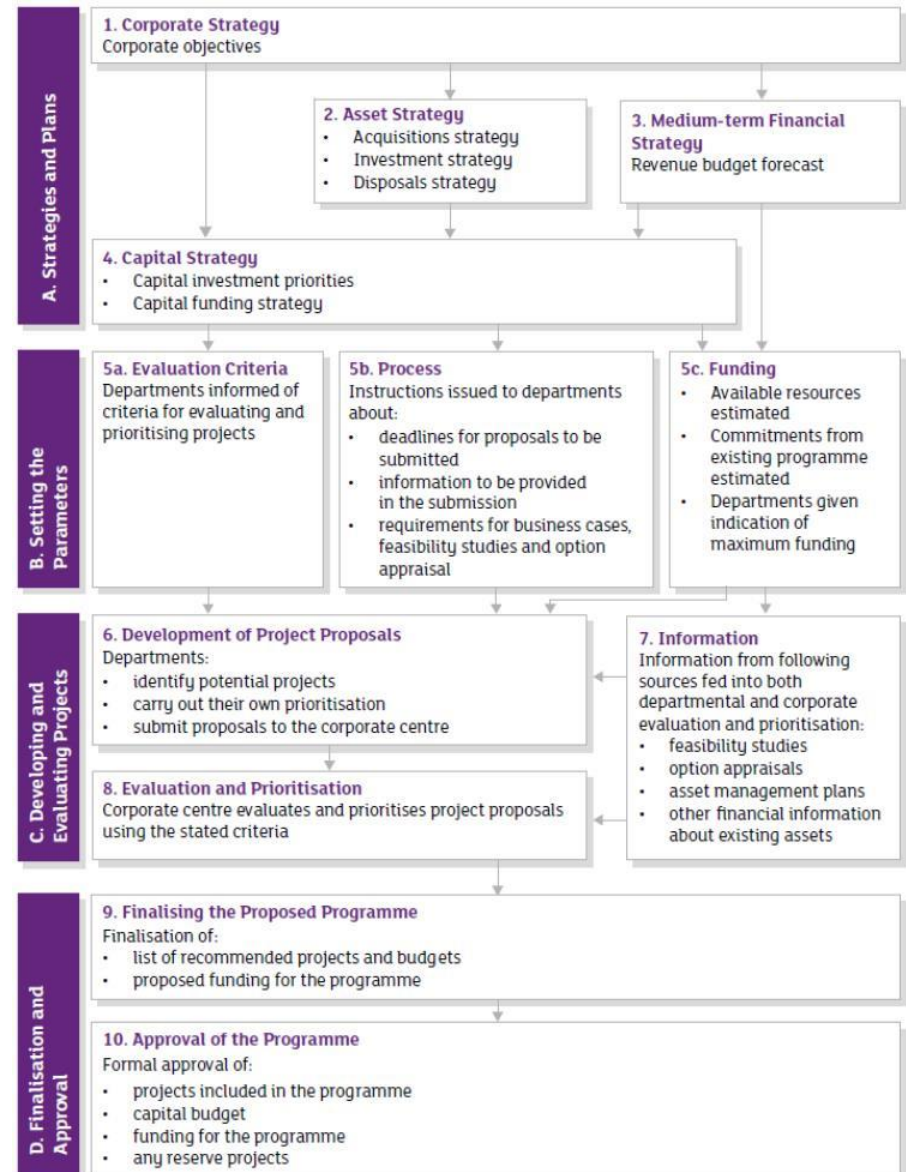 A. Strategies and Plans
1. Corporate Strategy
Corporate objectives
2. Asset Strategy
• Acquisitions strategy
• Investment strategy
• Disposals strategy
3. Medium-term Financial
Strategy
Revenue budget forecast
4. Capital Strategy
• Capital investment priorities
• Capital funding strategy
B. Setting the
Parameters
5a. Evaluation Criteria
Departments informed of
criteria for evaluating and
prioritising projects
5b. Process
Instructions issued to departments
about:
• deadlines for proposals to be
submitted
• information to be provided
in the submission
• requirements for business cases,
feasibility studies and option
appraisal
5c. Funding
• Available resources
estimated
• Commitments from
existing programme
estimated
• Departments given
indication of
maximum funding
C. Developing and
Evaluating Projects
6. Development of Project Proposals
Departments:
• identify potential projects
• carry out their own prioritisation
• submit proposals to the corporate centre
7. Information
Information from following
sources fed into both
departmental and corporate
evaluation and prioritisation:
• feasibility studies
• option appraisals
• asset management plans
• other financial information
about existing assets
8. Evaluation and Prioritisation
Corporate centre evaluates and prioritises project proposals
using the stated criteria
D. Finalisation and
Approval
9. Finalising the Proposed Programme
Finalisation of:
• list of recommended projects and budgets
• proposed funding for the programme
10. Approval of the Programme
Formal approval of:
• projects included in the programme
• capital budget
• funding for the programme
• any reserve projects